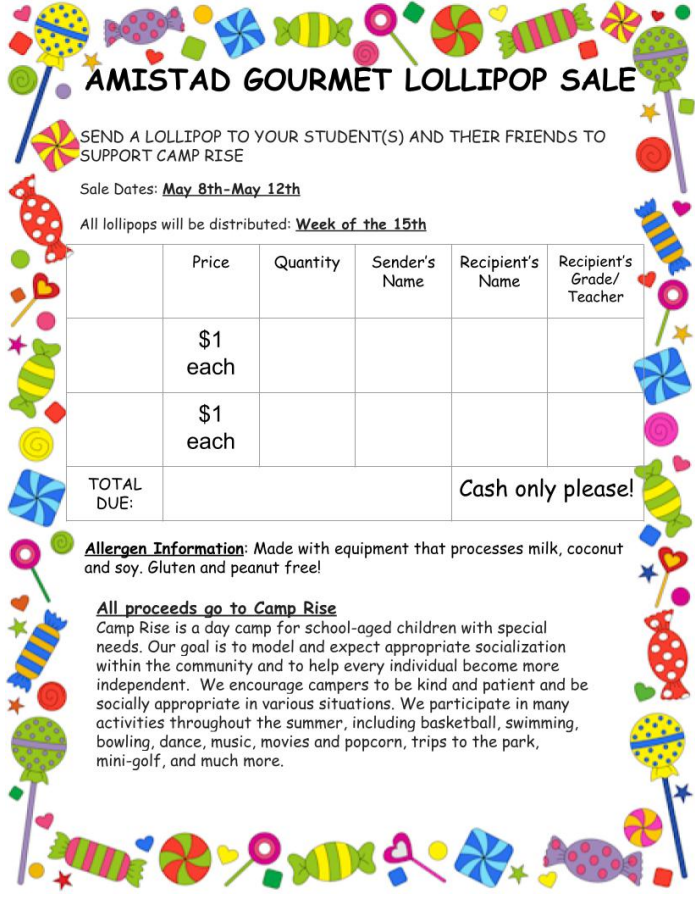 AMISTAD GOURMET LOLLIPOP SALE
SEND A LOLLIPOP TO YOUR STUDENT(S) AND THEIR FRIENDS TO
SUPPORT CAMP RISE
Sale Dates: May 8th-May 12th
All lollipops will be distributed: Week of the 15th
Price Quantity Sender's Name Recipient's Name Recipient's Grade/ Teacher
$1 each
$1 each
TOTAL DUE: Cash only please!
Allergen Information: Made with equipment that processes milk, coconut
and soy. Gluten and peanut free!
All proceeds go to Camp Rise
Camp Rise is a day camp for school-aged children with special
needs. Our goal is to model and expect appropriate socialization
within the community and to help every individual become more
independent. We encourage campers to be kind and patient and be
socially appropriate in various situations. We participate in many
activities throughout the summer, including basketball, swimming,
bowling, dance, music, movies and popcorn, trips to the park,
mini-golf, and much more.